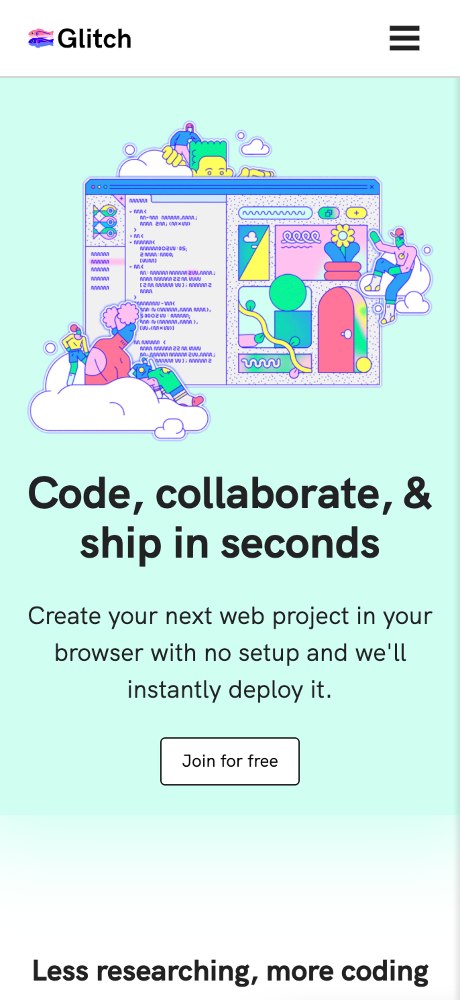 Glitch
Code, collaborate, &
ship in seconds
Create your next web project in your
browser with no setup and we'll
instantly deploy it.
Join for free
Less researching, more coding